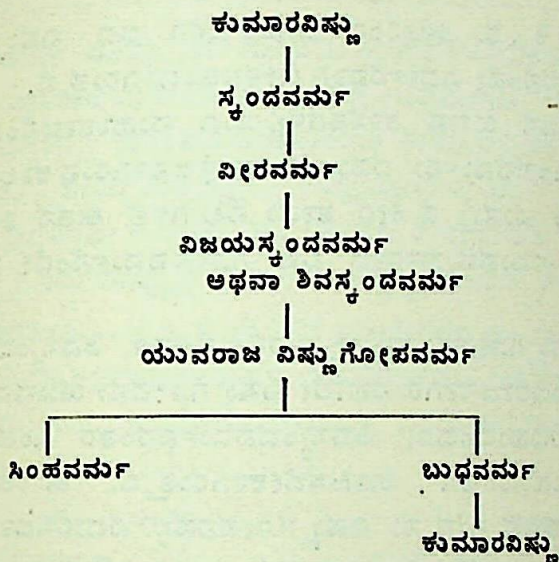 ಕುಮಾರವಿಷ್ಣು
ಸ್ಕಂದವರ್ಮ
ವೀರವರ್ಮ
ವಿಜಯಸ್ಕಂದವರ್ಮ
ಅಥವಾ ಶಿವಸ್ಕಂದವರ್ಮ
ಯುವರಾಜ ವಿಷ್ಣುಗೋಪವರ್ಮ
ಸಿಂಹವರ್ಮ ಬುಧವರ್ಮ
ಕುಮಾರವಿಷ್ಣು